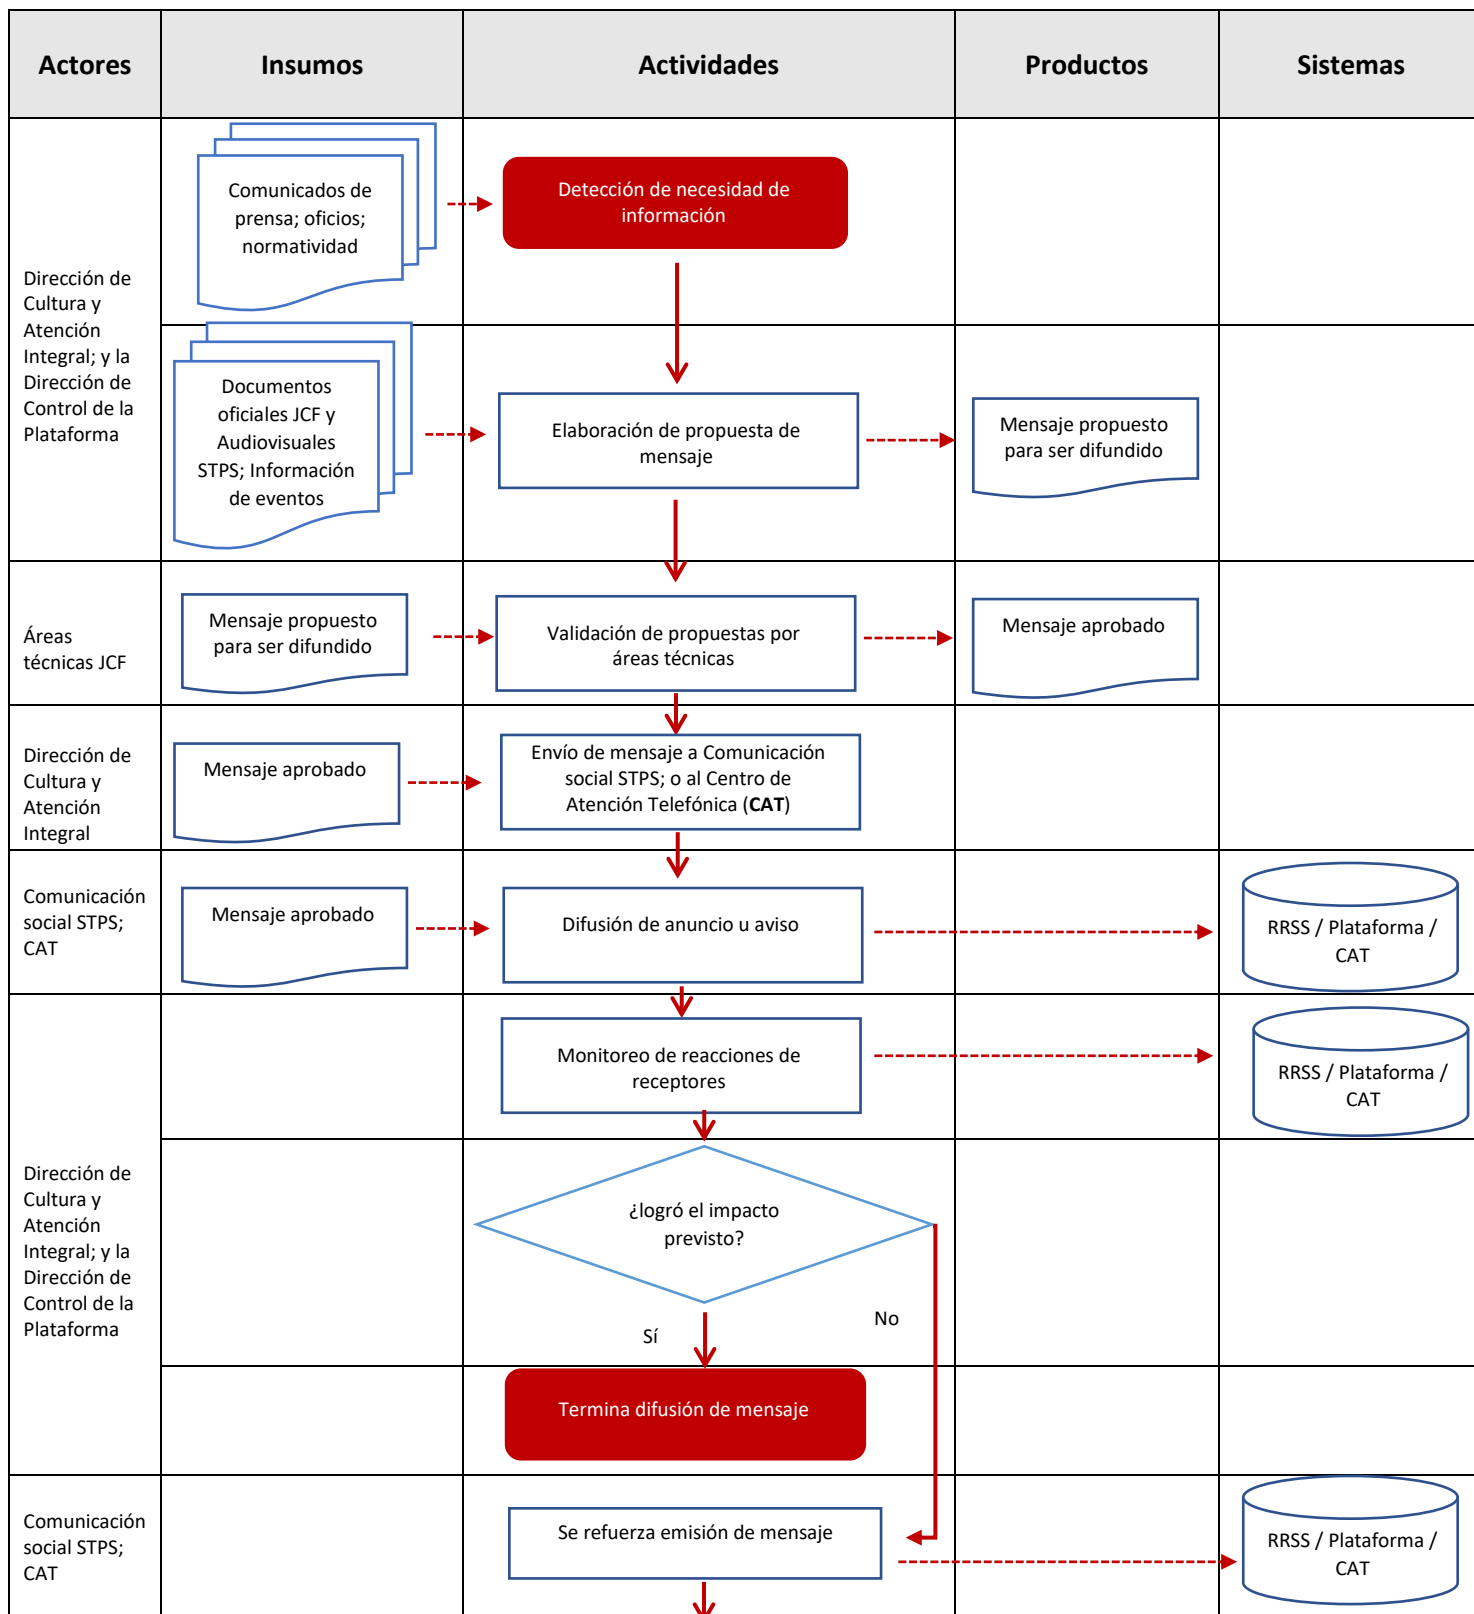 Actores
Insumos
Actividades
Productos
Sistemas
Dirección de
Cultura y
Atención
Integral; y la
Dirección de
Control de la
Plataforma
Comunicados de
prensa; oficios;
normatividad
Detección de necesidad de
información
Documentos
oficiales JCF y
Audiovisuales
STPS; Información
de eventos
Elaboración de propuesta de
mensaje
Mensaje propuesto
para ser difundido
Áreas
técnicas JCF
Mensaje propuesto
para ser difundido
Validación de propuestas por
áreas técnicas
Mensaje aprobado
Dirección de
Cultura y
Atención
Integral
Mensaje aprobado
Envío de mensaje a Comunicación
social STPS; o al Centro de
Atención Telefónica (CAT)
Comunicación
social STPS;
CAT
Mensaje aprobado
Difusión de anuncio u aviso
RRSS / Plataforma /
CAT
Dirección de
Cultura y
Atención
Integral; y la
Dirección de
Control de la
Plataforma
Monitoreo de reacciones de
receptores
RRSS / Plataforma /
CAT
¿logró el impacto
previsto?
Sí
No
Termina difusión de mensaje
Comunicación
social STPS;
CAT
Se refuerza emisión de mensaje
RRSS / Plataforma /
CAT